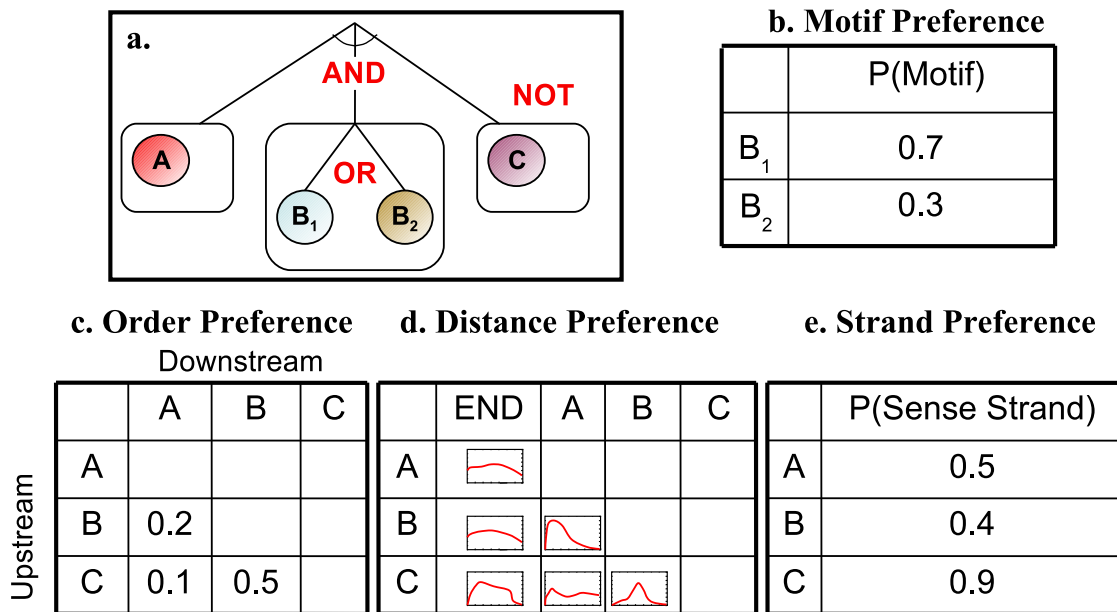 a.
AND
NOT
A
OR
C
B1
B2
b. Motif Preference
P(Motif)
B1 0.7
B2 0.3
c. Order Preference
Downstream
Upstream
A B C
A
B 0.2
C 0.1 0.5
d. Distance Preference
END A B C
A
B
C
e. Strand Preference
P(Sense Strand)
A 0.5
B 0.4
C 0.9